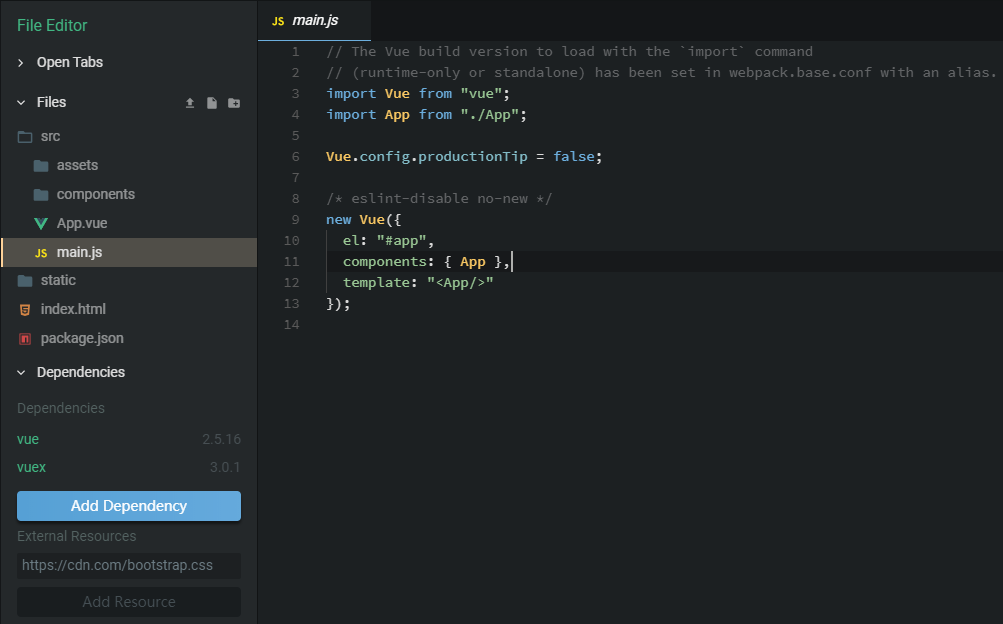 File Editor
Open Tabs
Files
src
assets
components
App.vue
JS main.js
static
index.html
package.json
Dependencies
Dependencies
vue 2.5.16
vuex 3.0.1
Add Dependency
External Resources
https://cdn.com/bootstrap.css
Add Resource
JS main.js
1 // The Vue build version to load with the `import` command
2 // (runtime-only or standalone) has been set in webpack.base.conf with an alias.
3 import Vue from "vue";
4 import App from "./App";
5
6 Vue.config.productionTip = false;
7
8 /* eslint-disable no-new */
9 new Vue({
10   el: "#app",
11   components: { App },
12   template: "<App/>"
13 });
14